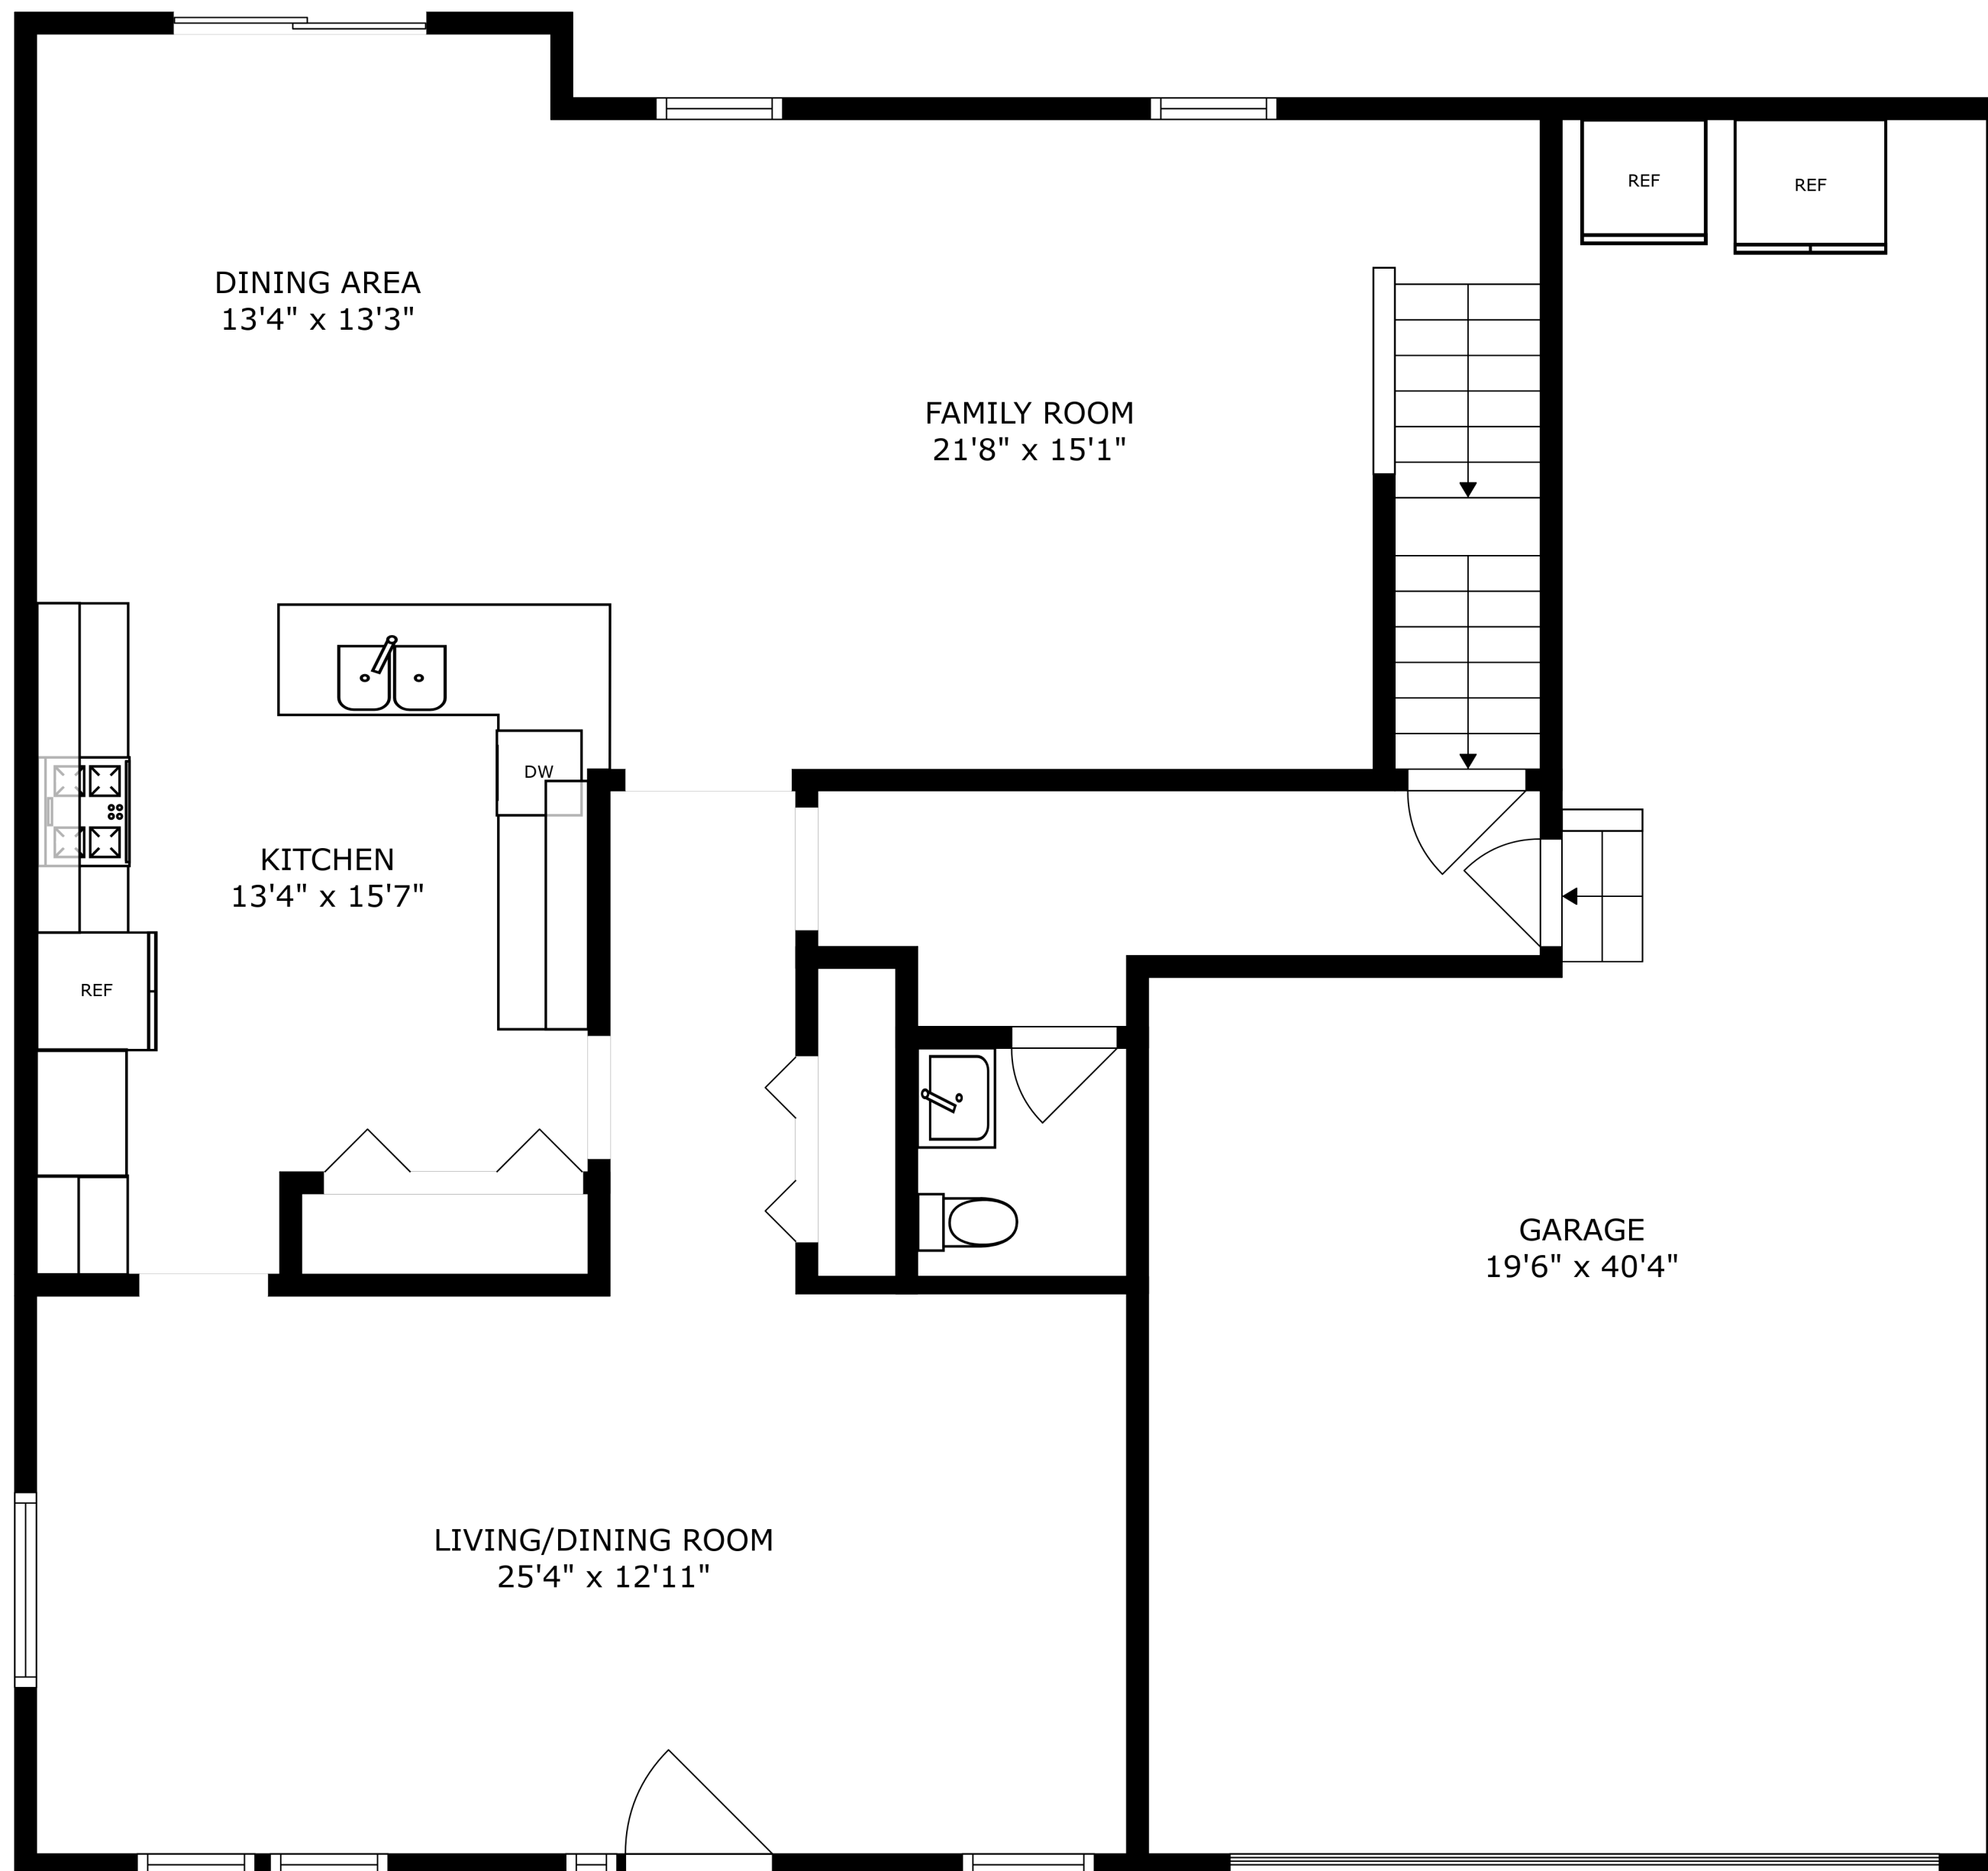 REF
REF
DINING AREA
13'4" x 13'3"
FAMILY ROOM
21'8" x 15'1"
DW
KITCHEN
13'4" x 15'7"
REF
GARAGE
19'6" x 40'4"
LIVING/DINING ROOM
25'4" x 12'11"